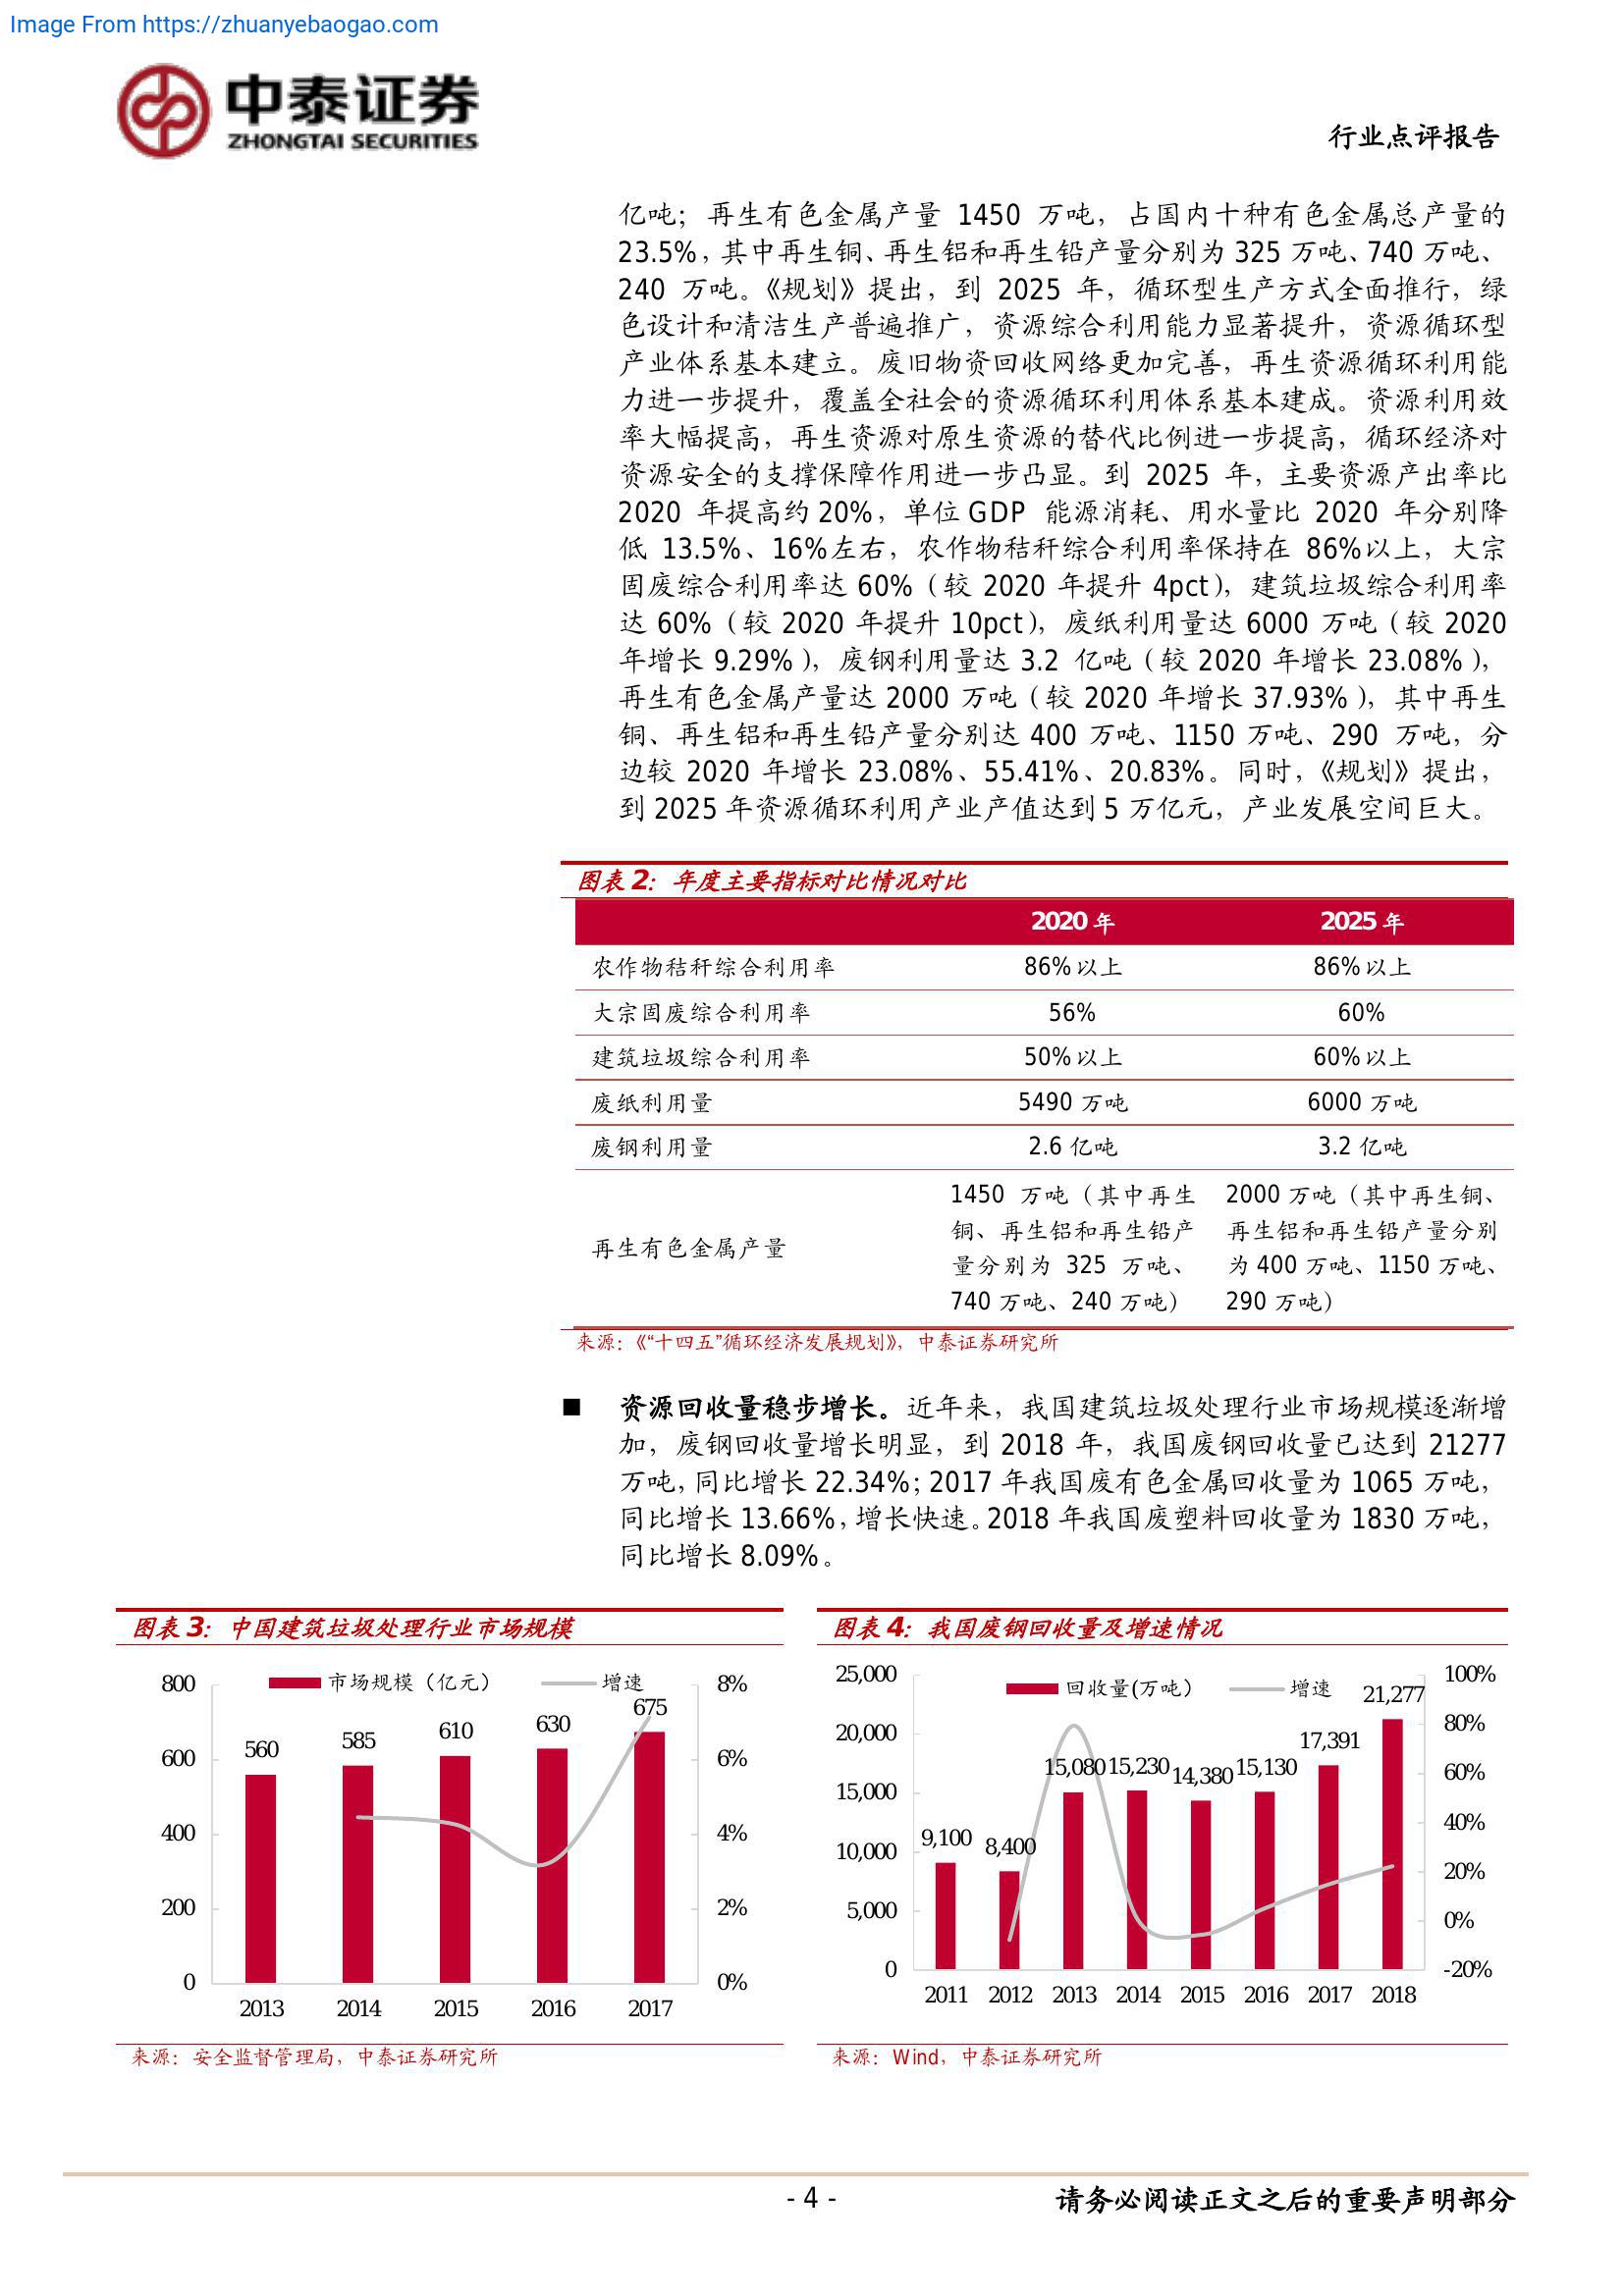 Image From https://zhuanyebaogao.com
中泰证券
ZHONGTAI SECURITIES
行业点评报告
亿吨；再生有色金属产量 1450 万吨，占国内十种有色金属总产量的
23.5%，其中再生铜、再生铝和再生铅产量分别为 325 万吨、740 万吨、
240 万吨。《规划》提出，到 2025 年，循环型生产方式全面推行，绿
色设计和清洁生产普遍推广，资源综合利用能力显著提升，资源循环型
产业体系基本建立。废旧物资回收网络更加完善，再生资源循环利用能
力进一步提升，覆盖全社会的资源循环利用体系基本建成。资源利用效
率大幅提高，再生资源对原生资源的替代比例进一步提高，循环经济对
资源安全的支撑保障作用进一步凸显。到 2025 年，主要资源产出率比
2020 年提高约 20%，单位 GDP 能源消耗、用水量比 2020 年分别降
低 13.5%、16%左右，农作物秸秆综合利用率保持在 86%以上，大宗
固废综合利用率达 60%（较 2020 年提升 4pct），建筑垃圾综合利用率
达 60%（较 2020 年提升 10pct），废纸利用量达 6000 万吨（较 2020
年增长 9.29%），废钢利用量达 3.2 亿吨（较 2020 年增长 23.08%），
再生有色金属产量达 2000 万吨（较 2020 年增长 37.93%），其中再生
铜、再生铝和再生铅产量分别达 400 万吨、1150 万吨、290 万吨，分
边较 2020 年增长 23.08%、55.41%、20.83%。同时，《规划》提出，
到 2025 年资源循环利用产业产值达到 5 万亿元，产业发展空间巨大。
图表 2：年度主要指标对比情况对比
2020 年 2025 年
农作物秸秆综合利用率 86%以上 86%以上
大宗固废综合利用率 56% 60%
建筑垃圾综合利用率 50%以上 60%以上
废纸利用量 5490 万吨 6000 万吨
废钢利用量 2.6 亿吨 3.2 亿吨
再生有色金属产量
1450 万吨（其中再生
铜、再生铝和再生铅产
量分别为 325 万吨、
740 万吨、240 万吨）
2000 万吨（其中再生铜、
再生铝和再生铅产量分别
为 400 万吨、1150 万吨、
290 万吨）
来源：《“十四五”循环经济发展规划》，中泰证券研究所
■ 资源回收量稳步增长。近年来，我国建筑垃圾处理行业市场规模逐渐增
加，废钢回收量增长明显，到 2018 年，我国废钢回收量已达到 21277
万吨，同比增长 22.34%；2017 年我国废有色金属回收量为 1065 万吨，
同比增长 13.66%，增长快速。2018 年我国废塑料回收量为 1830 万吨，
同比增长 8.09%。
图表 3：中国建筑垃圾处理行业市场规模
市场规模（亿元） 增速
800
600
400
200
0
560 585 610 630 675
8%
6%
4%
2%
0%
2013 2014 2015 2016 2017
来源：安全监督管理局，中泰证券研究所
图表 4：我国废钢回收量及增速情况
回收量(万吨) 增速
25,000
20,000
15,000
10,000
5,000
0
9,100 8,400 15,080 15,230 14,380 15,130 17,391 21,277
100%
80%
60%
40%
20%
0%
-20%
2011 2012 2013 2014 2015 2016 2017 2018
来源：Wind，中泰证券研究所
- 4 -
请务必阅读正文之后的重要声明部分